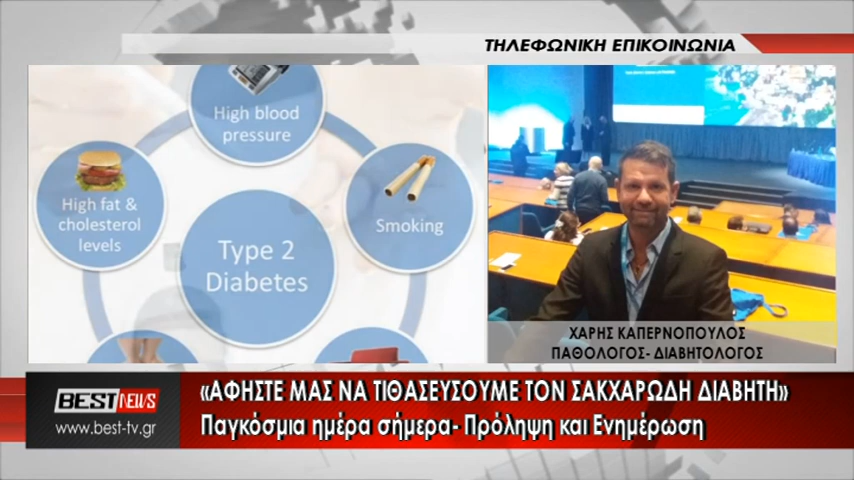 ΤΗΛΕΦΩΝΙΚΗ ΕΠΙΚΟΙΝΩΝΙΑ
High blood
pressure
High fat &
cholesterol
levels
Smoking
Type 2
Diabetes
ΧΑΡΗΣ ΚΑΠΕΡΝΟΠΟΥΛΟΣ
ΠΑΘΟΛΟΓΟΣ- ΔΙΑΒΗΤΟΛΟΓΟΣ
BEST NEWS
www.best-tv.gr
«ΑΦΗΣΤΕ ΜΑΣ ΝΑ ΤΙΘΑΣΕΥΣΟΥΜΕ ΤΟΝ ΣΑΚΧΑΡΩΔΗ ΔΙΑΒΗΤΗ»
Παγκόσμια ημέρα σήμερα- Πρόληψη και Ενημέρωση